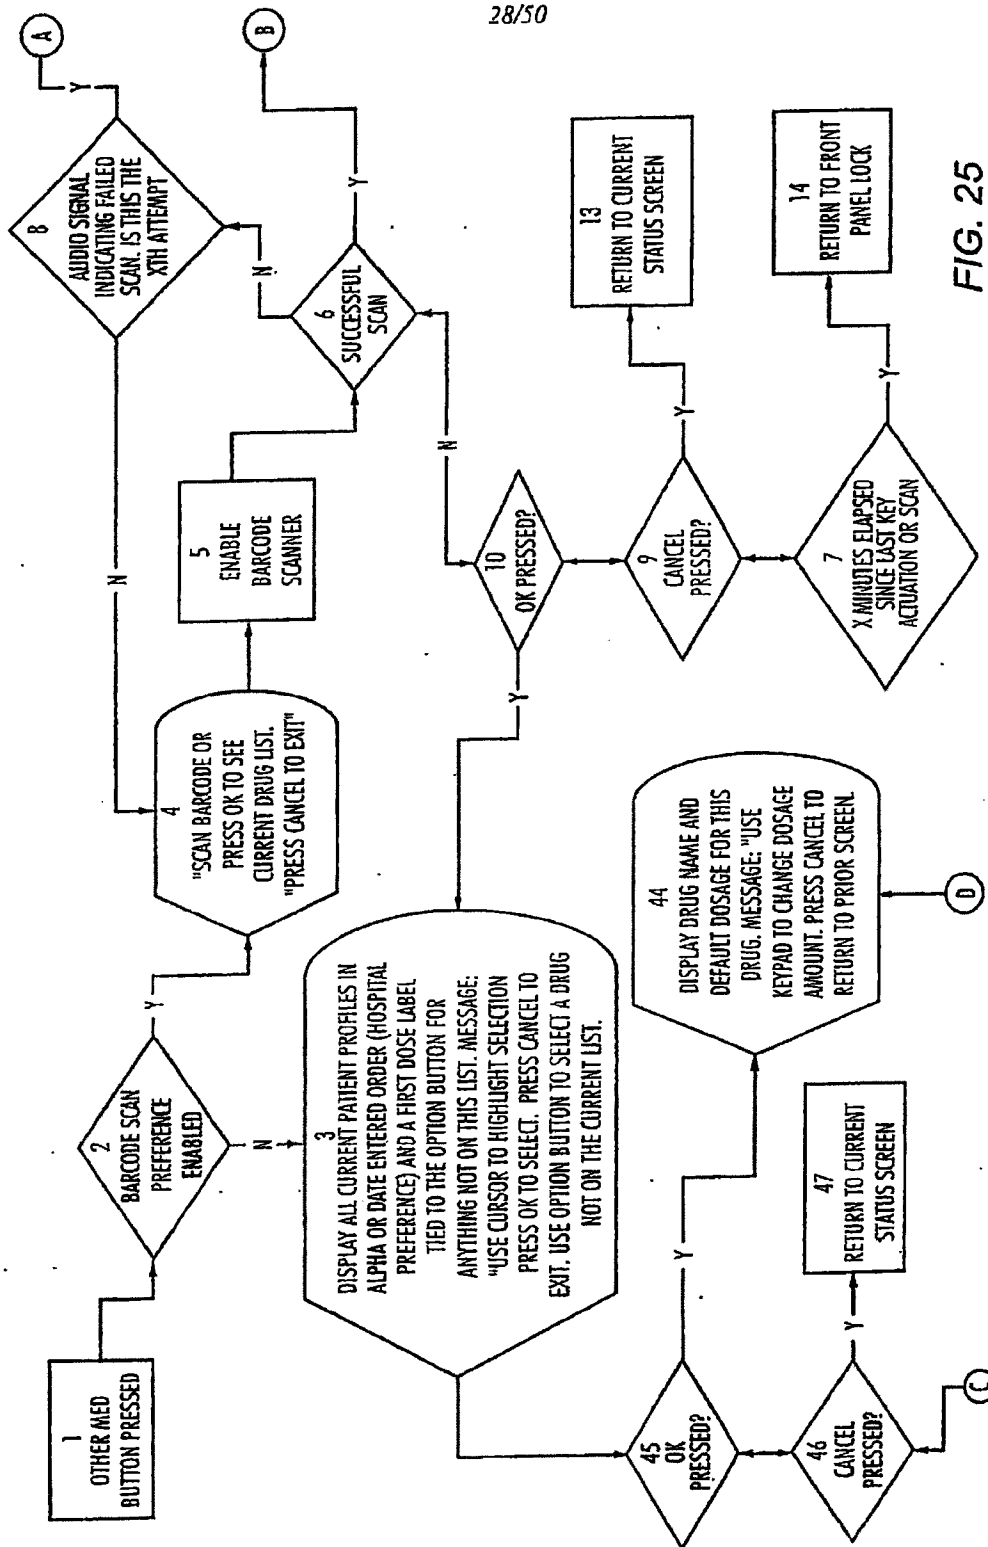 28/50
1
OTHER MED
BUTTON PRESSED
2
BARCODE SCAN
PREFERENCE
ENABLED
Y
N
4
"SCAN BARCODE OR
PRESS OK TO SEE
CURRENT DRUG LIST.
"PRESS CANCEL TO EXIT"
5
ENABLE
BARCODE
SCANNER
6
SUCCESSFUL
SCAN
Y
N
N
8
AUDIO SIGNAL
INDICATING FAILED
SCAN. IS THIS THE
XTH ATTEMPT
Y
N
A
B
3
DISPLAY ALL CURRENT PATIENT PROFILES IN
ALPHA OR DATE ENTERED ORDER (HOSPITAL
PREFERENCE) AND A FIRST DOSE LABEL
TIED TO THE OPTION BUTTON FOR
ANYTHING NOT ON THIS LIST. MESSAGE:
"USE CURSOR TO HIGHLIGHT SELECTION
PRESS OK TO SELECT. PRESS CANCEL TO
EXIT. USE OPTION BUTTON TO SELECT A DRUG
NOT ON THE CURRENT LIST.
10
OK PRESSED?
Y
9
CANCEL
PRESSED?
Y
13
RETURN TO CURRENT
STATUS SCREEN
7
X MINUTES ELAPSED
SINCE LAST KEY
ACTUATION OR SCAN
Y
14
RETURN TO FRONT
PANEL LOCK
45
OK
PRESSED?
Y
44
DISPLAY DRUG NAME AND
DEFAULT DOSAGE FOR THIS
DRUG. MESSAGE: "USE
KEYPAD TO CHANGE DOSAGE
AMOUNT. PRESS CANCEL TO
RETURN TO PRIOR SCREEN.
46
CANCEL
PRESSED?
Y
47
RETURN TO CURRENT
STATUS SCREEN
C
D
FIG. 25